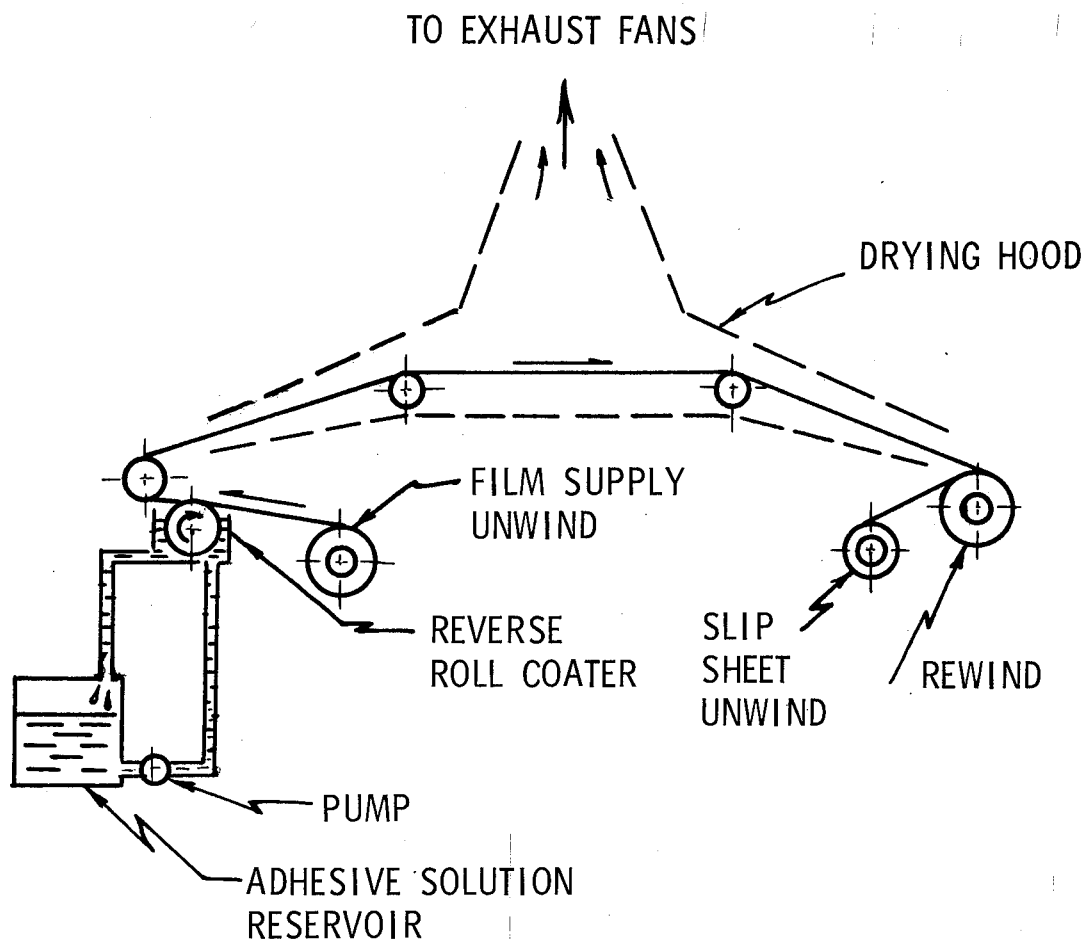 TO EXHAUST FANS
DRYING HOOD
FILM SUPPLY
UNWIND
REVERSE
ROLL COATER
SLIP
SHEET
UNWIND
REWIND
PUMP
ADHESIVE SOLUTION
RESERVOIR